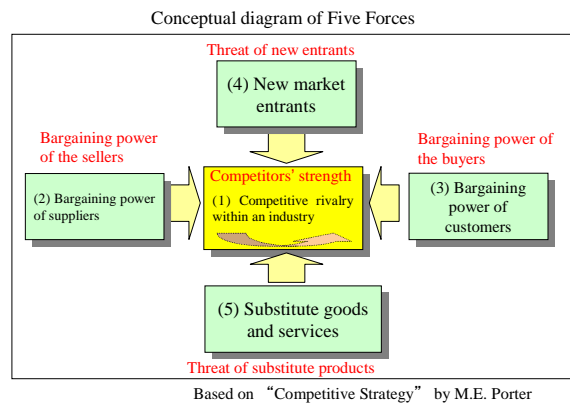 Conceptual diagram of Five Forces
Threat of new entrants
(4) New market
entrants
Bargaining power
of the sellers
Bargaining power of
the buyers
Competitors' strength
(2) Bargaining power
of suppliers
(1) Competitive rivalry
within an industry
(3) Bargaining
power of
customers
(5) Substitute goods
and services
Threat of substitute products
Based on “Competitive Strategy” by M.E. Porter